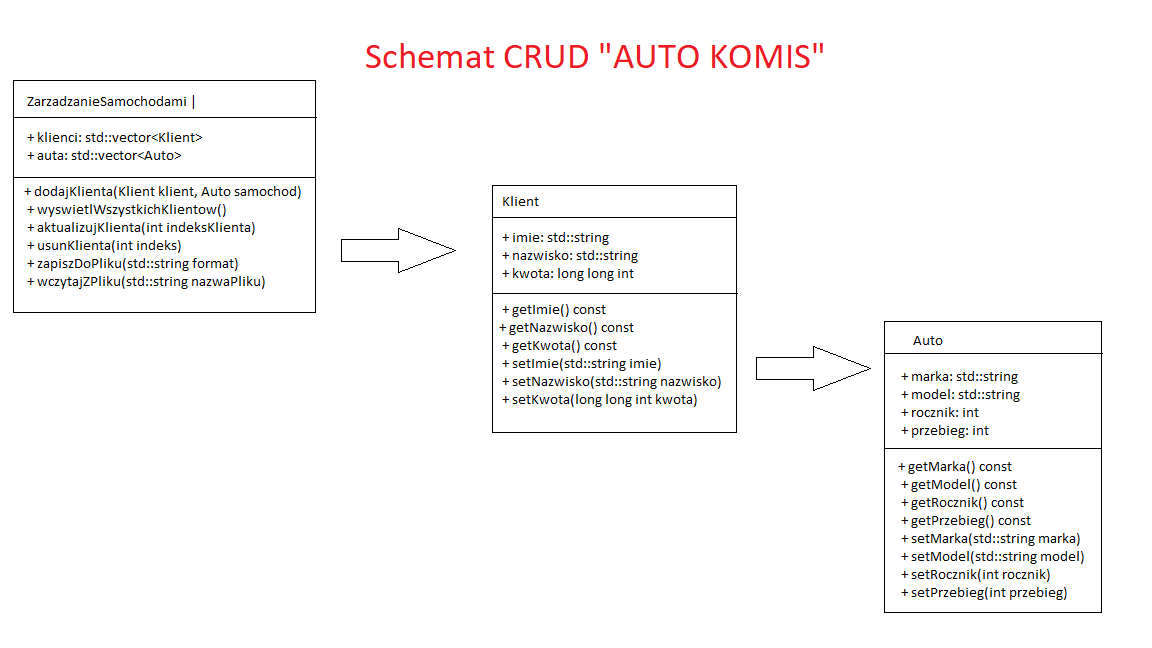 Schemat CRUD "AUTO KOMIS"
ZarzadzanieSamochodami |
+ klienci: std::vector<Klient>
+ auta: std::vector<Auto>
+ dodajKlienta(Klient klient, Auto samochod)
+ wyswietlWszystkichKlientow()
+ aktualizujKlienta(int indeksKlienta)
+ usunKlienta(int indeks)
+ zapiszDoPliku(std::string format)
+ wczytajZPliku(std::string nazwaPliku)
Klient
+ imie: std::string
+ nazwisko: std::string
+ kwota: long long int
+ getImie() const
+ getNazwisko() const
+ getKwota() const
+ setImie(std::string imie)
+ setNazwisko(std::string nazwisko)
+ setKwota(long long int kwota)
Auto
+ marka: std::string
+ model: std::string
+ rocznik: int
+ przebieg: int
+ getMarka() const
+ getModel() const
+ getRocznik() const
+ getPrzebieg() const
+ setMarka(std::string marka)
+ setModel(std::string model)
+ setRocznik(int rocznik)
+ setPrzebieg(int przebieg)